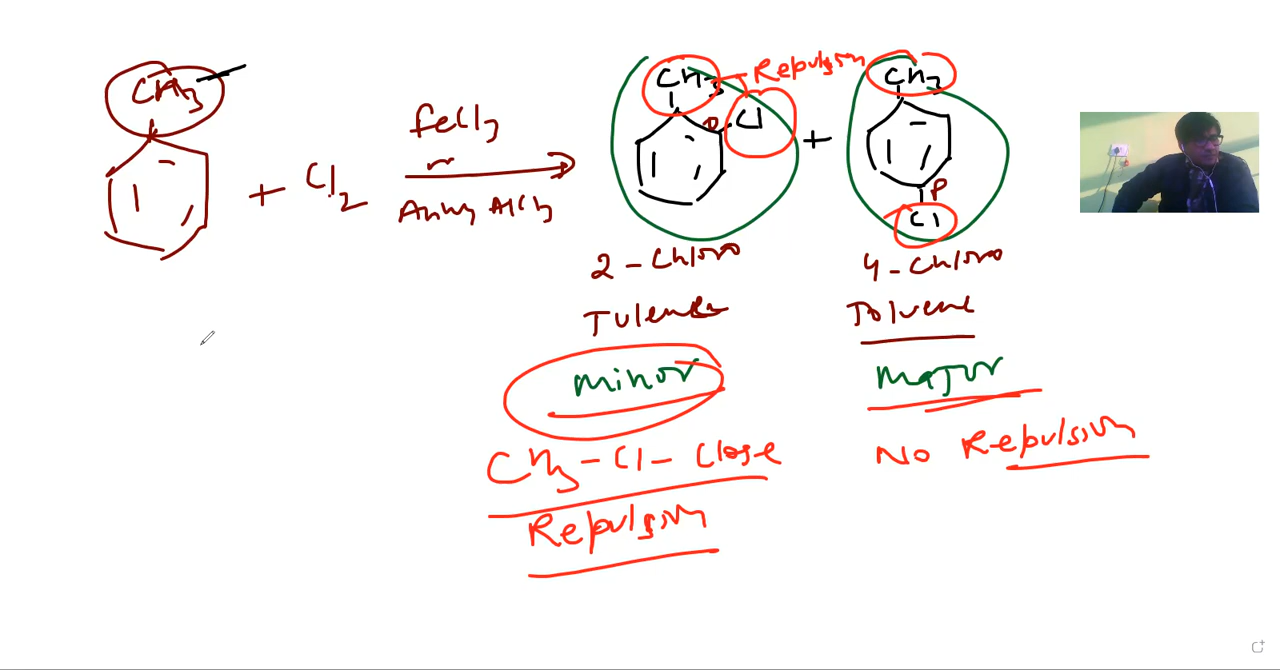 CH3
+ Cl2
FeCl3
or
Anhy AlCl3
CH3 Repulsion
o Cl
+
CH3
P
Cl
2-Chloro
Tulene
minor
CH3-Cl-Close
Repulsion
4-Chloro
Toluene
major
No Repulsion